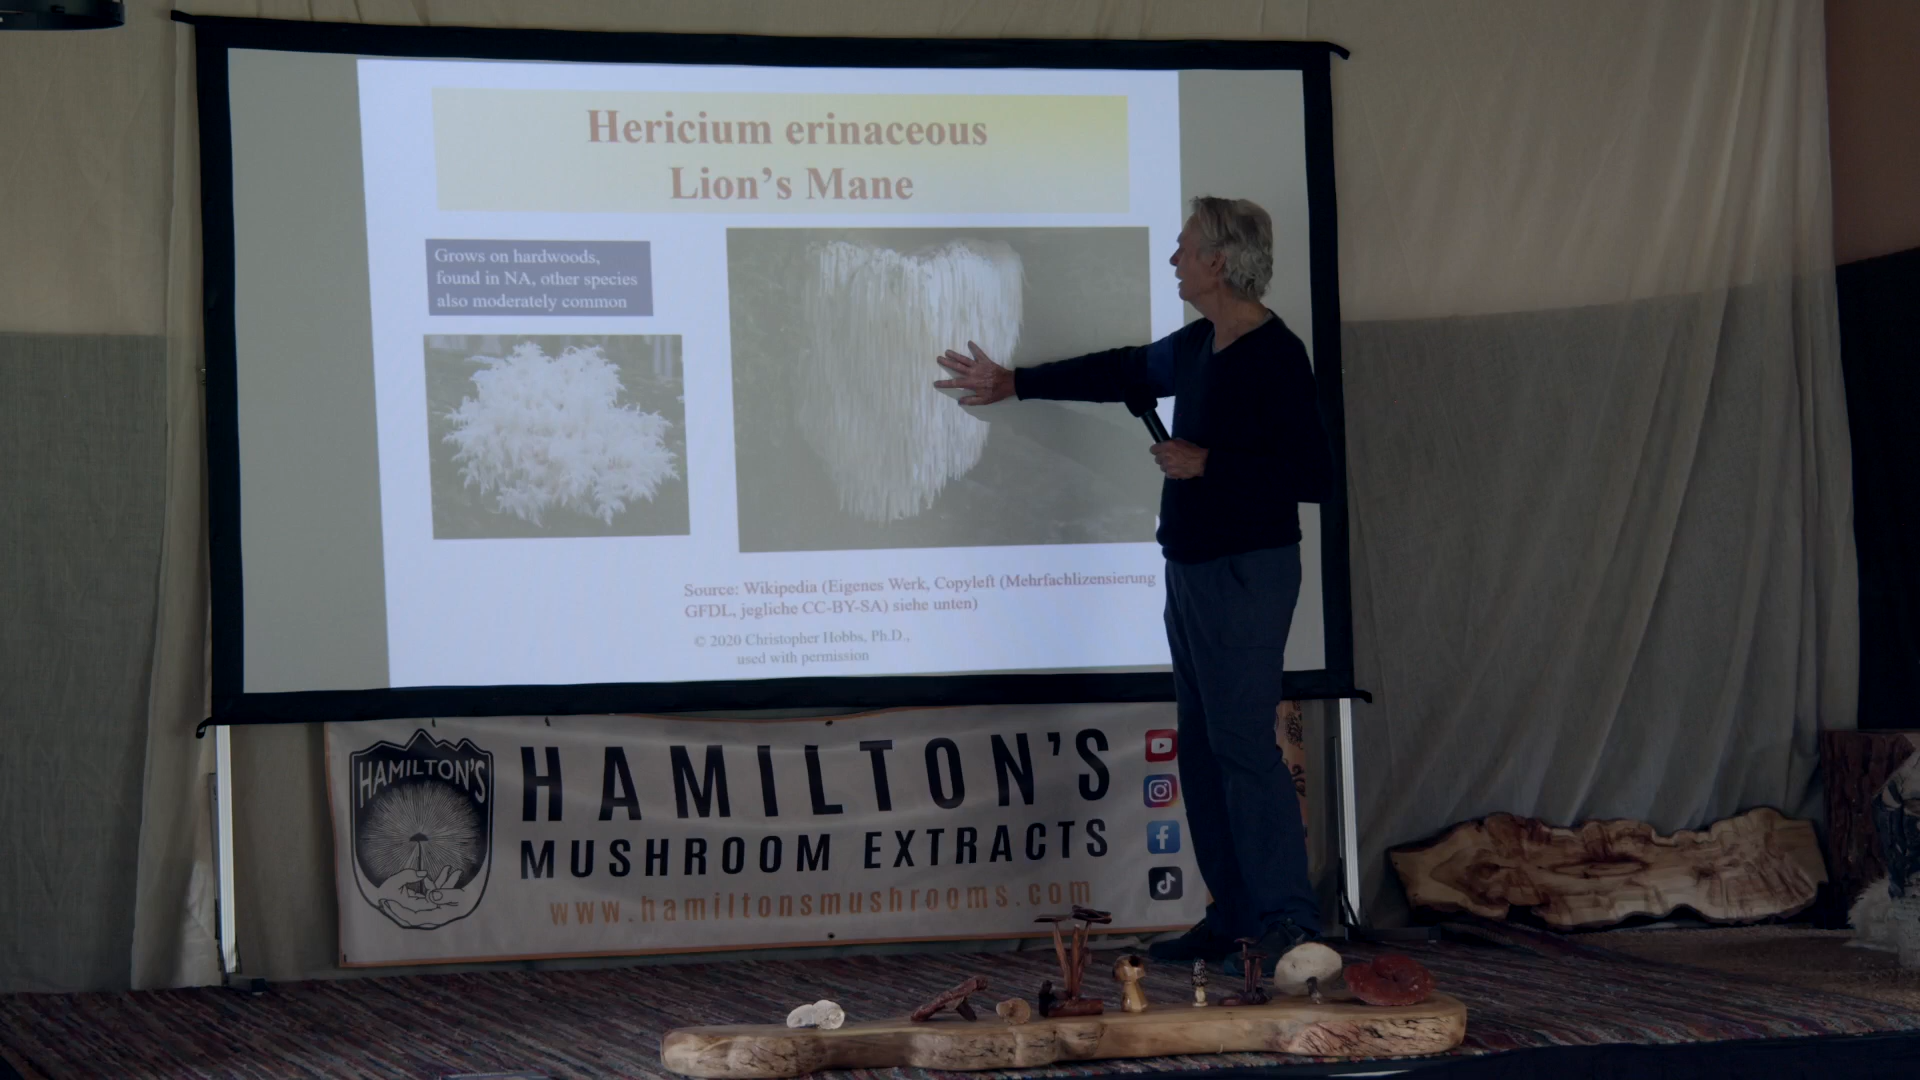 Hericium erinaceous
Lion's Mane
Grows on hardwoods,
found in NA, other species
also moderately common
Source: Wikipedia (Eigenes Werk, Copyleft (Mehrfachlizensierung
GFDL, jegliche CC-BY-SA) siehe unten)
© 2020 Christopher Hobbs, Ph.D.,
used with permission
HAMILTON'S
HAMILTON'S
MUSHROOM EXTRACTS
www.hamiltonsmushrooms.com